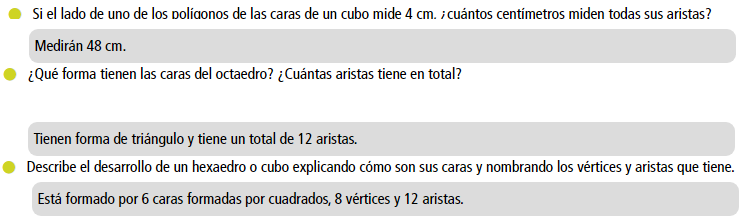 Si el lado de uno de los polígonos de las caras de un cubo mide 4 cm, ¿cuántos centímetros miden todas sus aristas?
Medirán 48 cm.
¿Qué forma tienen las caras del octaedro? ¿Cuántas aristas tiene en total?
Tienen forma de triángulo y tiene un total de 12 aristas.
Describe el desarrollo de un hexaedro o cubo explicando cómo son sus caras y nombrando los vértices y aristas que tiene.
Está formado por 6 caras formadas por cuadrados, 8 vértices y 12 aristas.